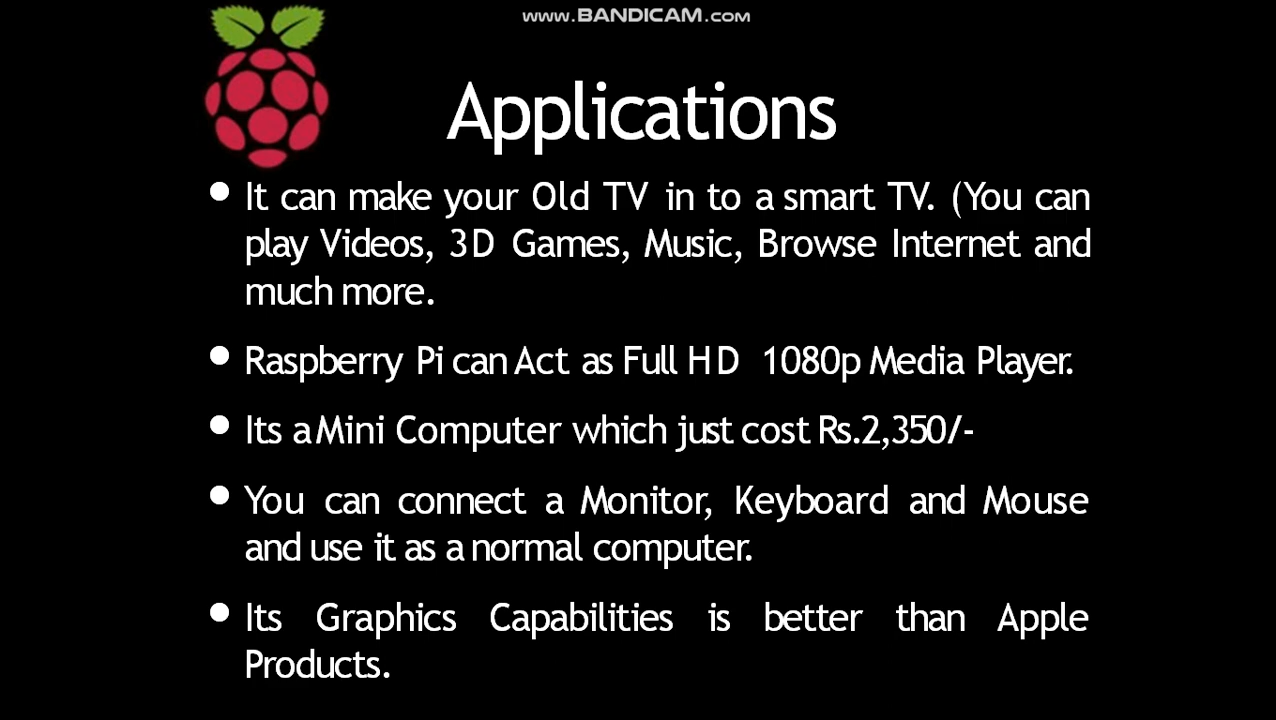 www.BANDICAM.com
Applications
• It can make your Old TV in to a smart TV. (You can
play Videos, 3D Games, Music, Browse Internet and
much more.
• Raspberry Pi can Act as Full HD 1080p Media Player.
• Its a Mini Computer which just cost Rs.2,350/-
• You can connect a Monitor, Keyboard and Mouse
and use it as a normal computer.
• Its Graphics Capabilities is better than Apple
Products.